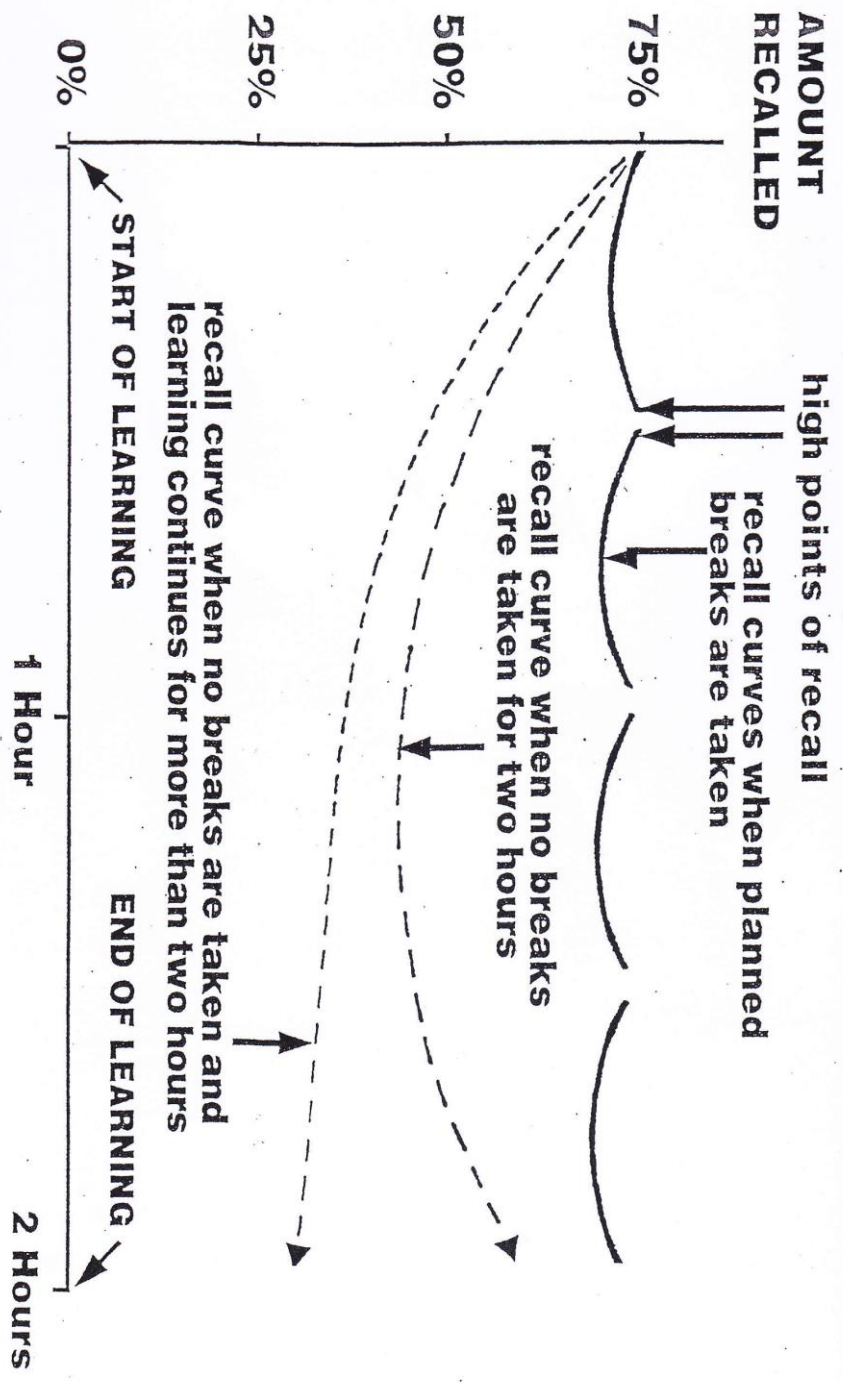 AMOUNT
RECALLED
high points of recall
75%
50%
25%
0%
recall curves when planned
breaks are taken
recall curve when no breaks
are taken for two hours
recall curve when no breaks are taken and
learning continues for more than two hours
START OF LEARNING
END OF LEARNING
1 Hour
2 Hours